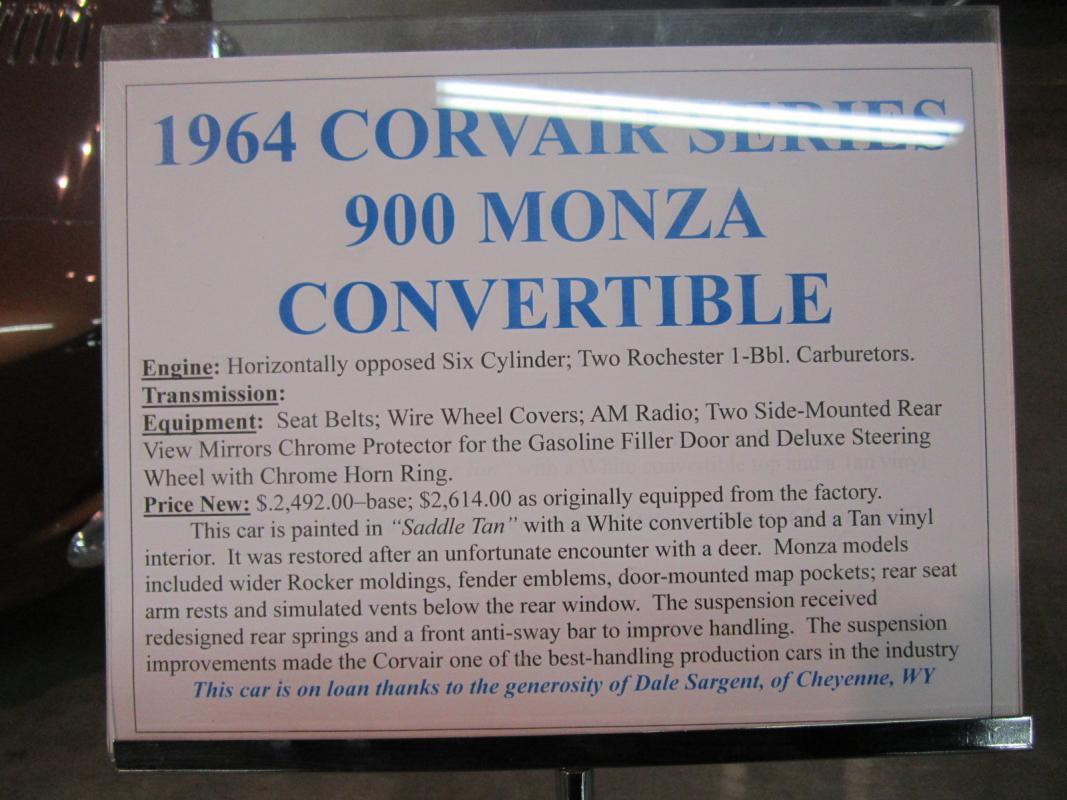 1964 CORVAIR SERIES
900 MONZA
CONVERTIBLE
Engine: Horizontally opposed Six Cylinder; Two Rochester 1-Bbl. Carburetors.
Transmission:
Equipment: Seat Belts; Wire Wheel Covers; AM Radio; Two Side-Mounted Rear
View Mirrors Chrome Protector for the Gasoline Filler Door and Deluxe Steering
Wheel with Chrome Horn Ring.
Price New: $.2,492.00–base; $2,614.00 as originally equipped from the factory.
This car is painted in “Saddle Tan” with a White convertible top and a Tan vinyl
interior. It was restored after an unfortunate encounter with a deer. Monza models
included wider Rocker moldings, fender emblems, door-mounted map pockets; rear seat
arm rests and simulated vents below the rear window. The suspension received
redesigned rear springs and a front anti-sway bar to improve handling. The suspension
improvements made the Corvair one of the best-handling production cars in the industry
This car is on loan thanks to the generosity of Dale Sargent, of Cheyenne, WY